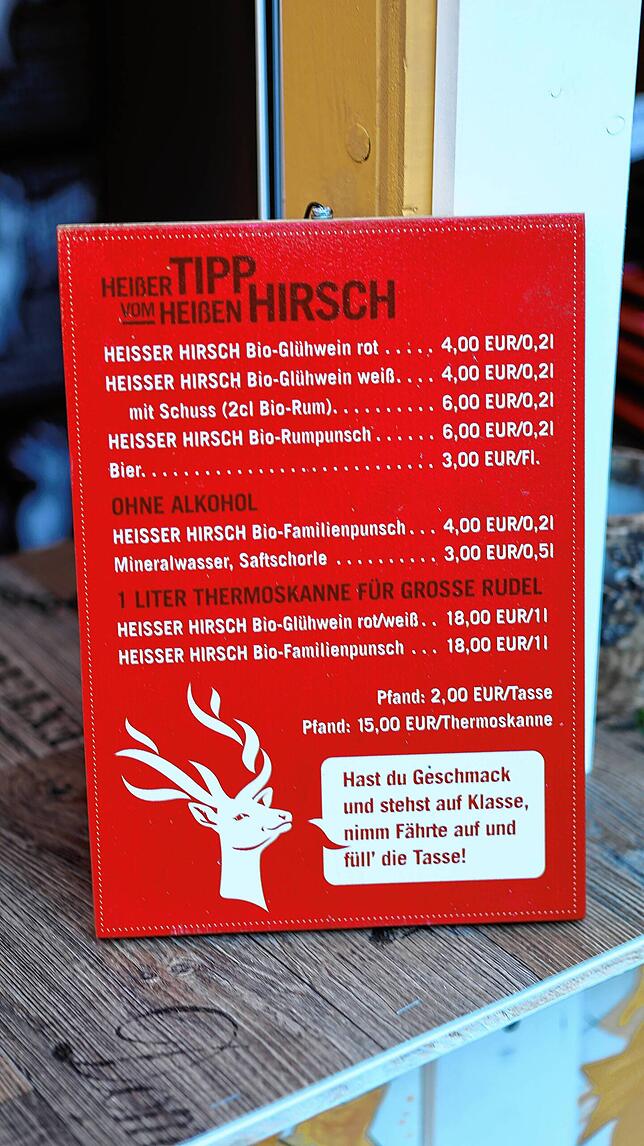 HEIẞER TIPP
VOM HEIẞEN HIRSCH
HEISSER HIRSCH Bio-Glühwein rot ..... 4,00 EUR/0,2l
HEISSER HIRSCH Bio-Glühwein weiß.... 4,00 EUR/0,2l
mit Schuss (2cl Bio-Rum).......... 6,00 EUR/0,2l
HEISSER HIRSCH Bio-Rumpunsch ...... 6,00 EUR/0,2l
Bier............................. 3,00 EUR/Fl.
OHNE ALKOHOL
HEISSER HIRSCH Bio-Familienpunsch... 4,00 EUR/0,2l
Mineralwasser, Saftschorle .......... 3,00 EUR/0,5l
1 LITER THERMOSKANNE FÜR GROSSE RUDEL
HEISSER HIRSCH Bio-Glühwein rot/weiß.. 18,00 EUR/1l
HEISSER HIRSCH Bio-Familienpunsch ... 18,00 EUR/1l
Pfand: 2,00 EUR/Tasse
Pfand: 15,00 EUR/Thermoskanne
Hast du Geschmack
und stehst auf Klasse,
nimm Fährte auf und
füll' die Tasse!